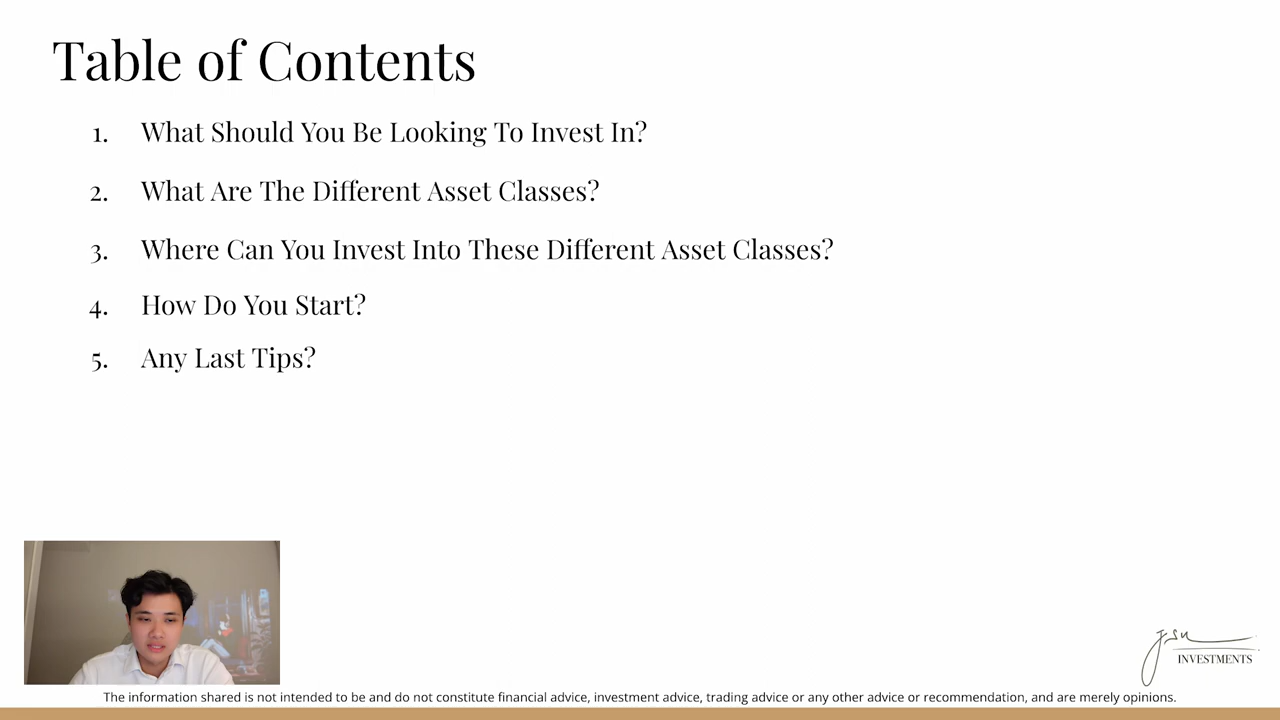 Table of Contents
1. What Should You Be Looking To Invest In?
2. What Are The Different Asset Classes?
3. Where Can You Invest Into These Different Asset Classes?
4. How Do You Start?
5. Any Last Tips?
INVESTMENTS
The information shared is not intended to be and do not constitute financial advice, investment advice, trading advice or any other advice or recommendation, and are merely opinions.